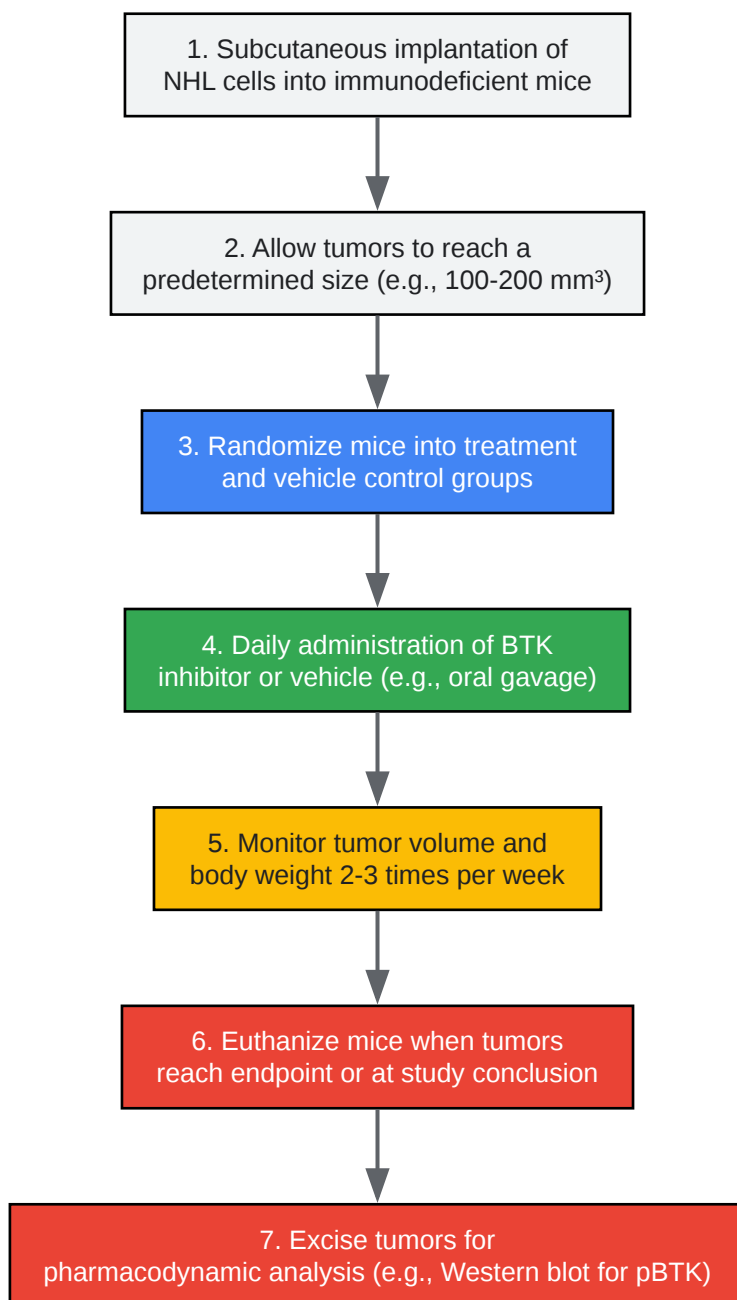 1. Subcutaneous implantation of
NHL cells into immunodeficient mice
2. Allow tumors to reach a
predetermined size (e.g., 100-200 mm³)
3. Randomize mice into treatment
and vehicle control groups
4. Daily administration of BTK
inhibitor or vehicle (e.g., oral gavage)
5. Monitor tumor volume and
body weight 2-3 times per week
6. Euthanize mice when tumors
reach endpoint or at study conclusion
7. Excise tumors for
pharmacodynamic analysis (e.g., Western blot for pBTK)